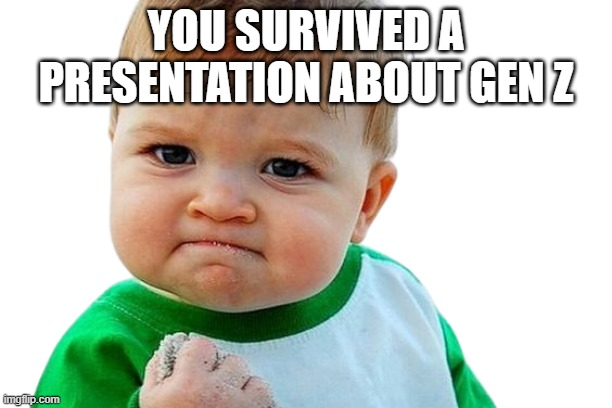 YOU SURVIVED A
PRESENTATION ABOUT GEN Z
imgflip.com